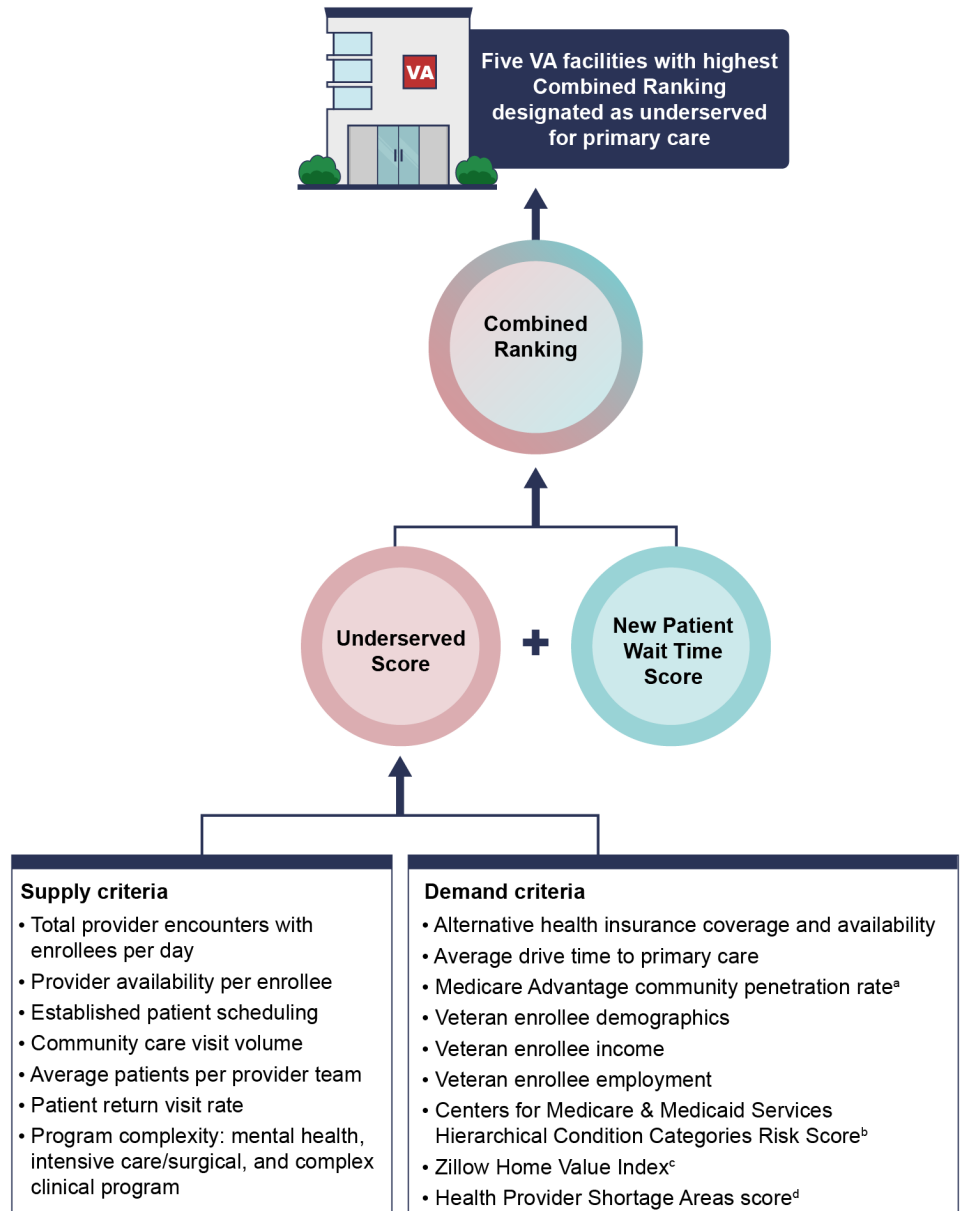 VA
Five VA facilities with highest
Combined Ranking
designated as underserved
for primary care
Combined
Ranking
Underserved
Score
+
New Patient
Wait Time
Score
Supply criteria
• Total provider encounters with
enrollees per day
• Provider availability per enrollee
• Established patient scheduling
• Community care visit volume
• Average patients per provider team
• Patient return visit rate
• Program complexity: mental health,
intensive care/surgical, and complex
clinical program
Demand criteria
• Alternative health insurance coverage and availability
• Average drive time to primary care
• Medicare Advantage community penetration rateᵃ
• Veteran enrollee demographics
• Veteran enrollee income
• Veteran enrollee employment
• Centers for Medicare & Medicaid Services
Hierarchical Condition Categories Risk Scoreᵇ
• Zillow Home Value Indexᶜ
• Health Provider Shortage Areas scoreᵈ